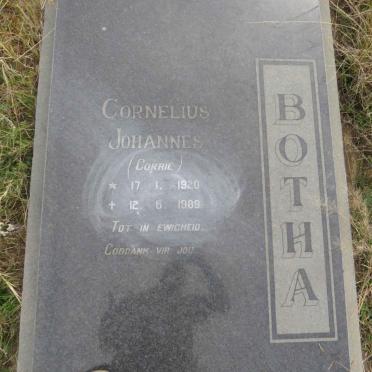 CORNELIUS
JOHANNES
(CORRIE)
* 17. 1. 1920
✝ 12. 6. 1989
TOT IN EWIGHEID
GODDANK VIR JOU
BOTHA